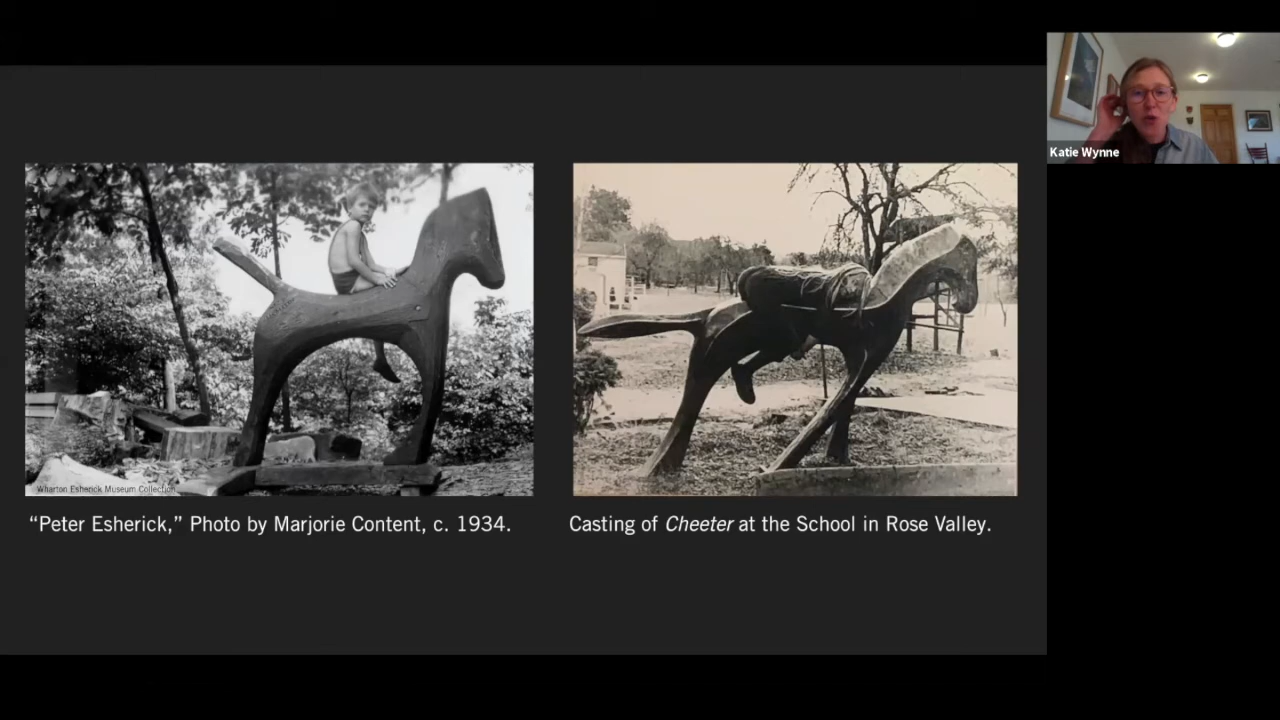 Katie Wynne
Wharton Esherick Museum Collection
“Peter Esherick,” Photo by Marjorie Content, c. 1934.
Casting of Cheeter at the School in Rose Valley.